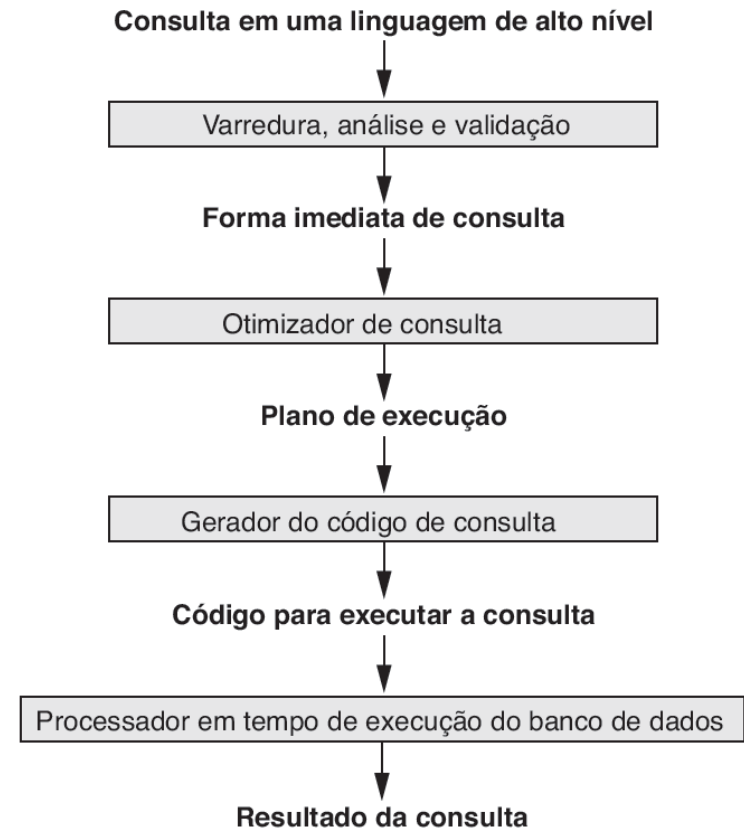 Consulta em uma linguagem de alto nível
Varredura, análise e validação
Forma imediata de consulta
Otimizador de consulta
Plano de execução
Gerador do código de consulta
Código para executar a consulta
Processador em tempo de execução do banco de dados
Resultado da consulta